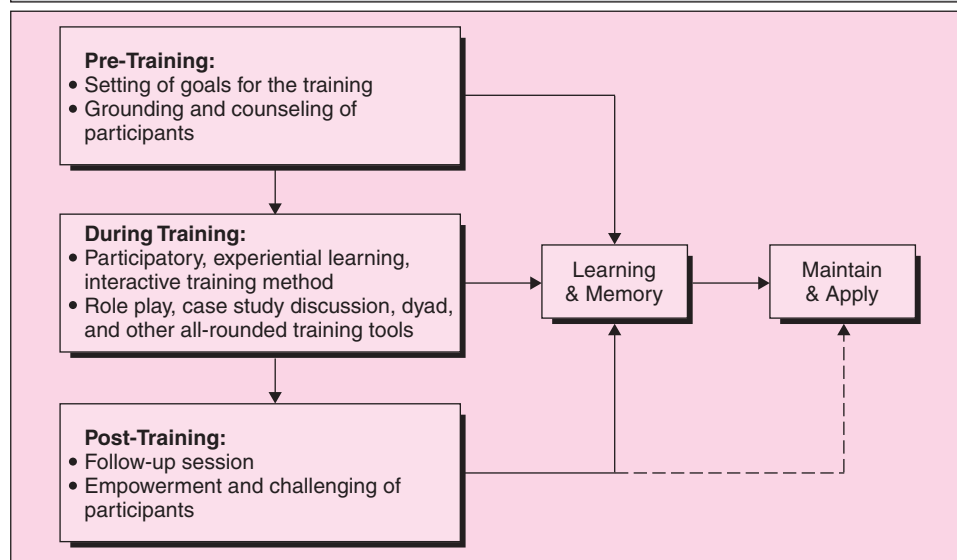 Pre-Training:
• Setting of goals for the training
• Grounding and counseling of
participants
During Training:
• Participatory, experiential learning,
interactive training method
• Role play, case study discussion, dyad,
and other all-rounded training tools
Post-Training:
• Follow-up session
• Empowerment and challenging of
participants
Learning
& Memory
Maintain
& Apply